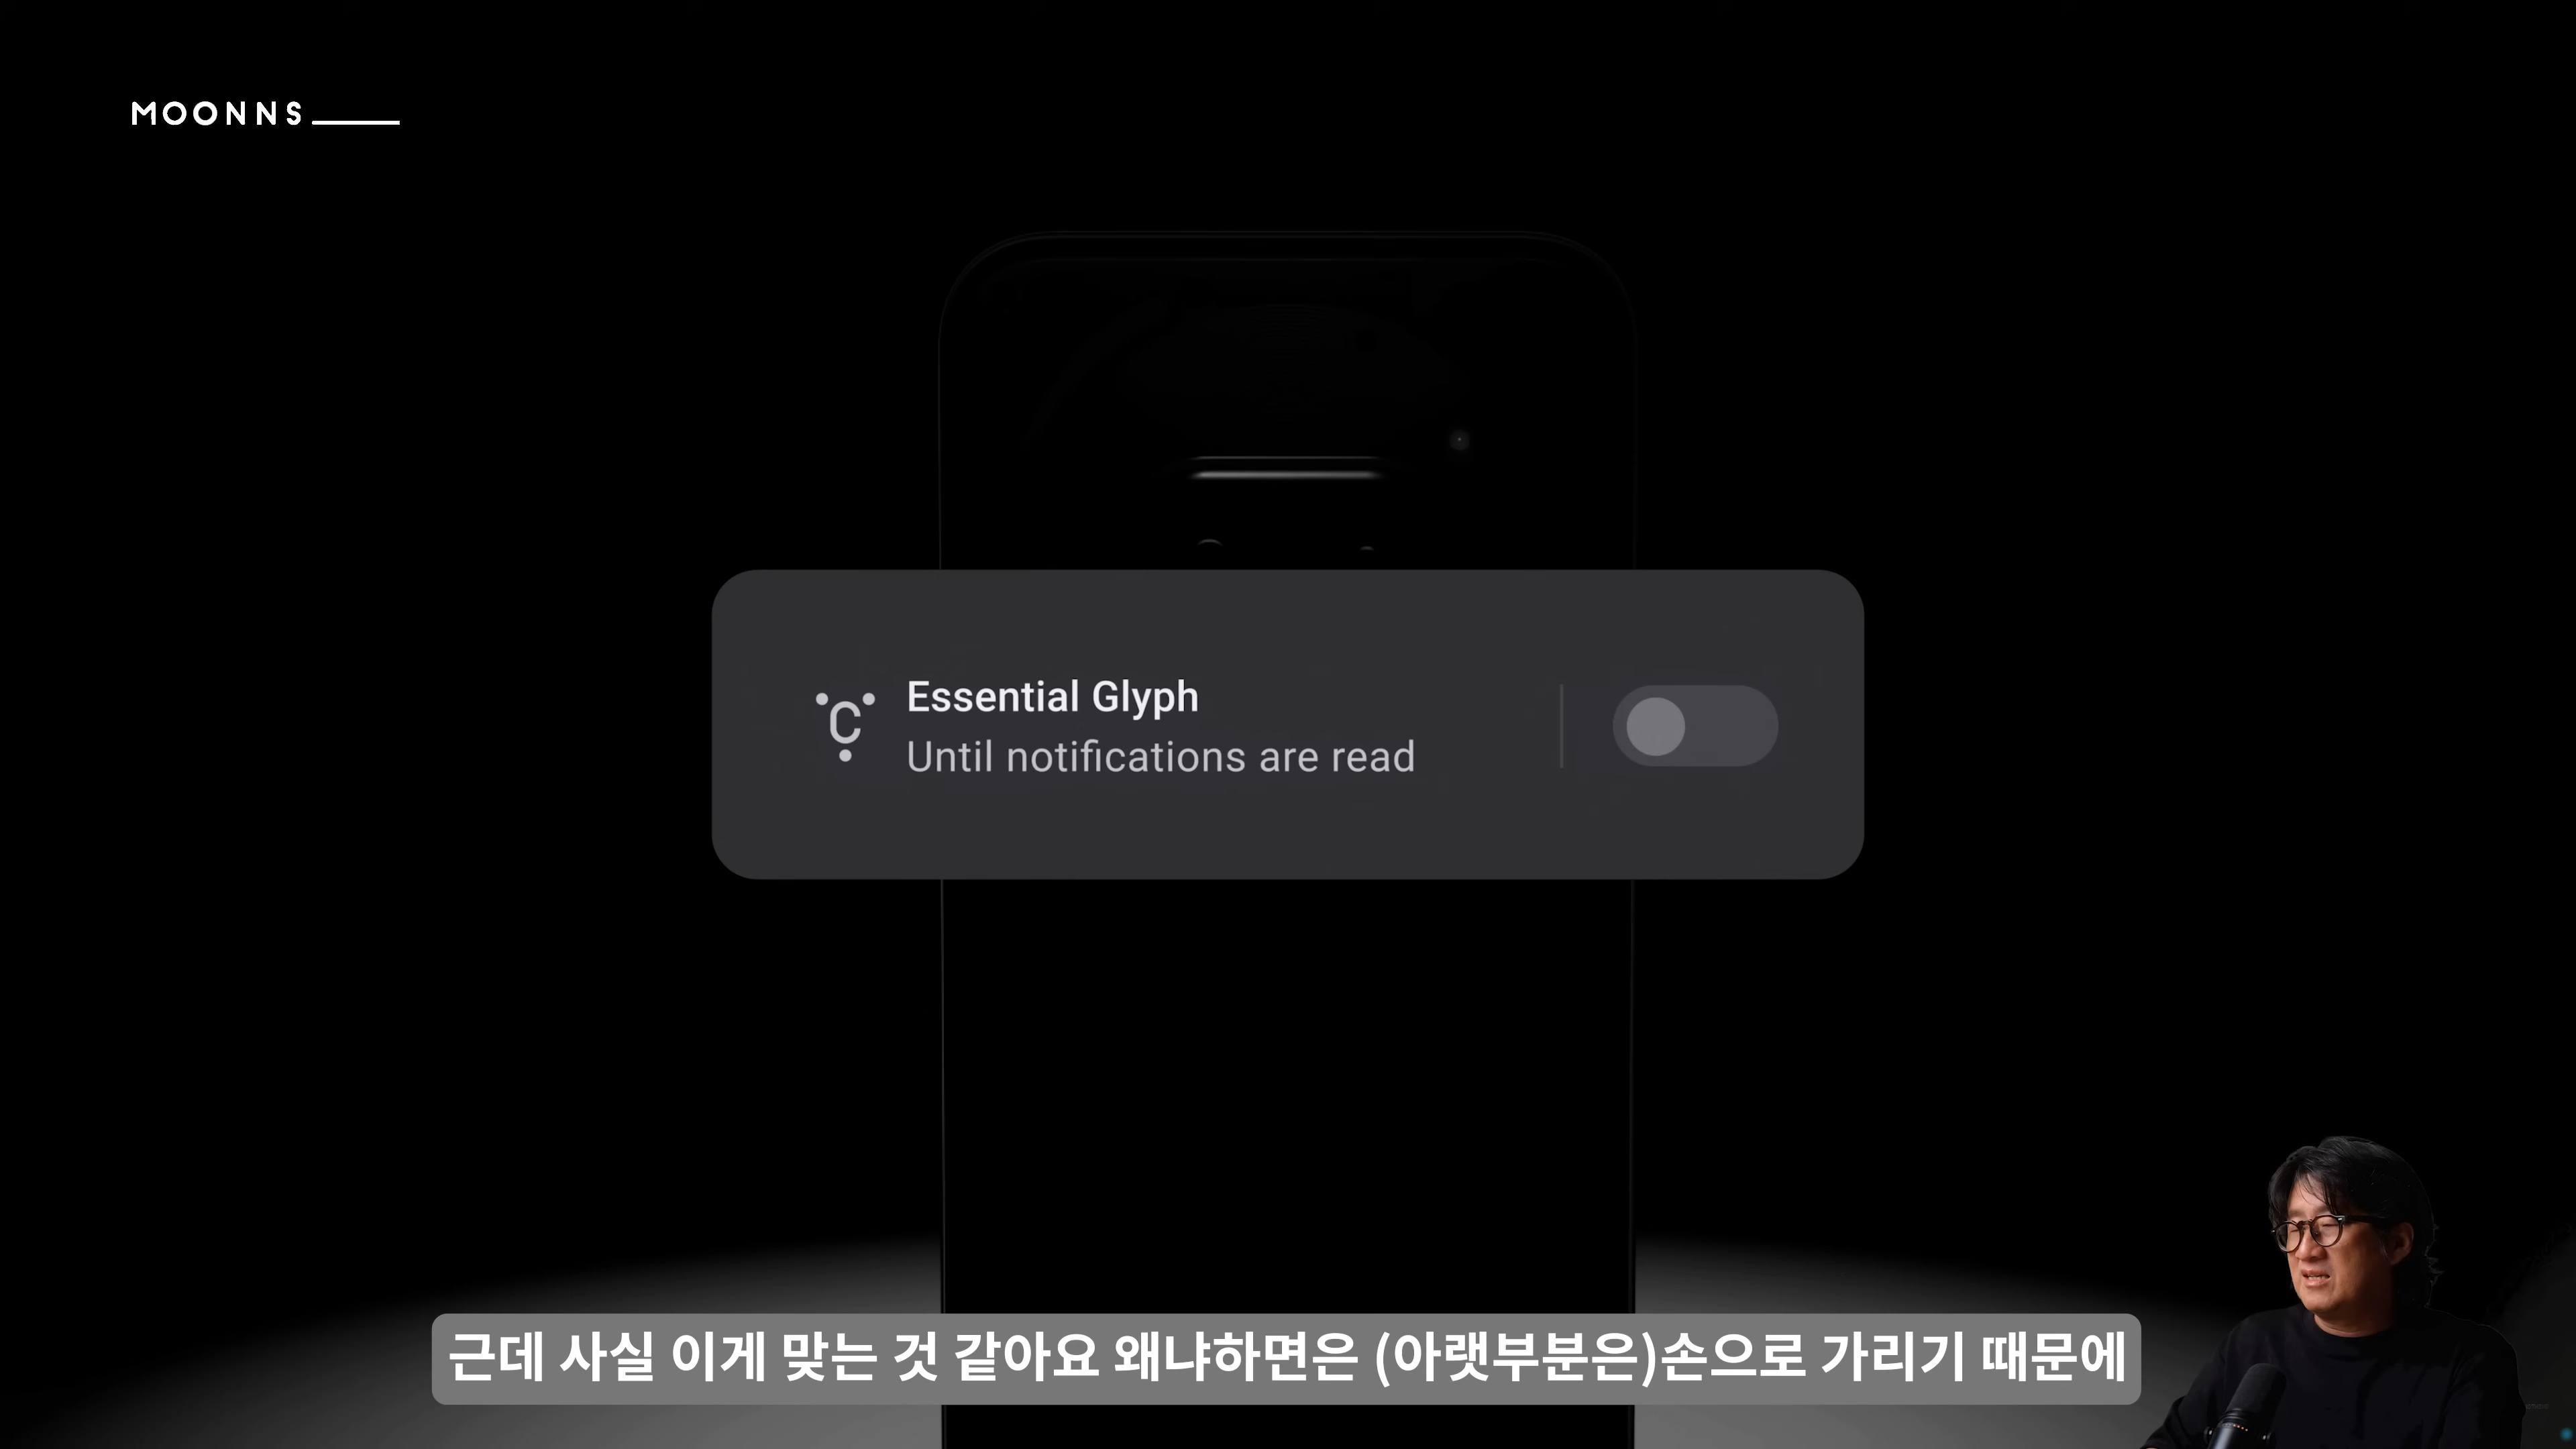 MOONNS
Essential Glyph
Until notifications are read
근데 사실 이게 맞는 것 같아요 왜냐하면은 (아랫부분은)손으로 가리기 때문에